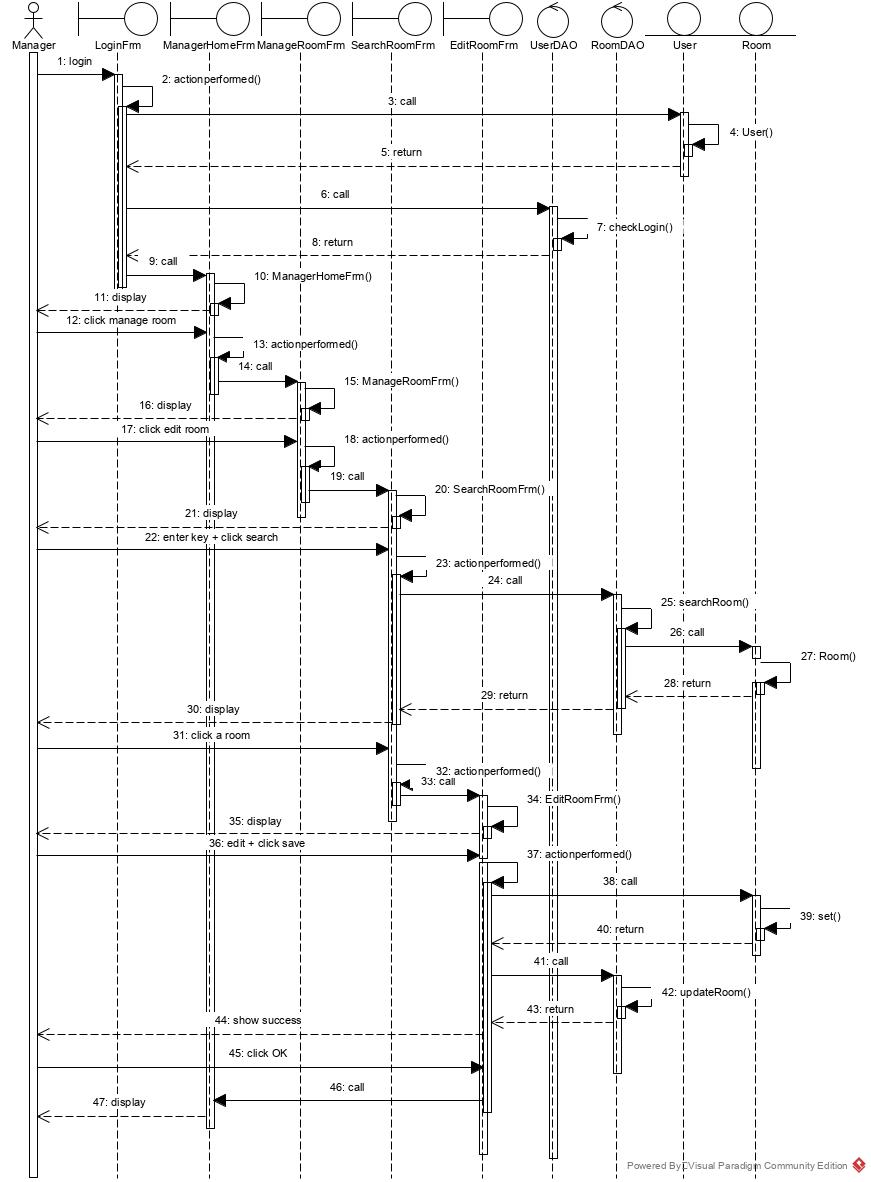 Manager LoginFrm ManagerHomeFrm ManageRoomFrm SearchRoomFrm EditRoomFrm UserDAO RoomDAO User Room
1: login
2: actionperformed()
3: call
4: User()
5: return
6: call
7: checkLogin()
8: return
9: call
10: ManagerHomeFrm()
11: display
12: click manage room
13: actionperformed()
14: call
15: ManageRoomFrm()
16: display
17: click edit room
18: actionperformed()
19: call
20: SearchRoomFrm()
21: display
22: enter key + click search
23: actionperformed()
24: call
25: searchRoom()
26: call
27: Room()
28: return
29: return
30: display
31: click a room
32: actionperformed()
33: call
34: EditRoomFrm()
35: display
36: edit + click save
37: actionperformed()
38: call
39: set()
40: return
41: call
42: updateRoom()
43: return
44: show success
45: click OK
46: call
47: display
Powered By Visual Paradigm Community Edition